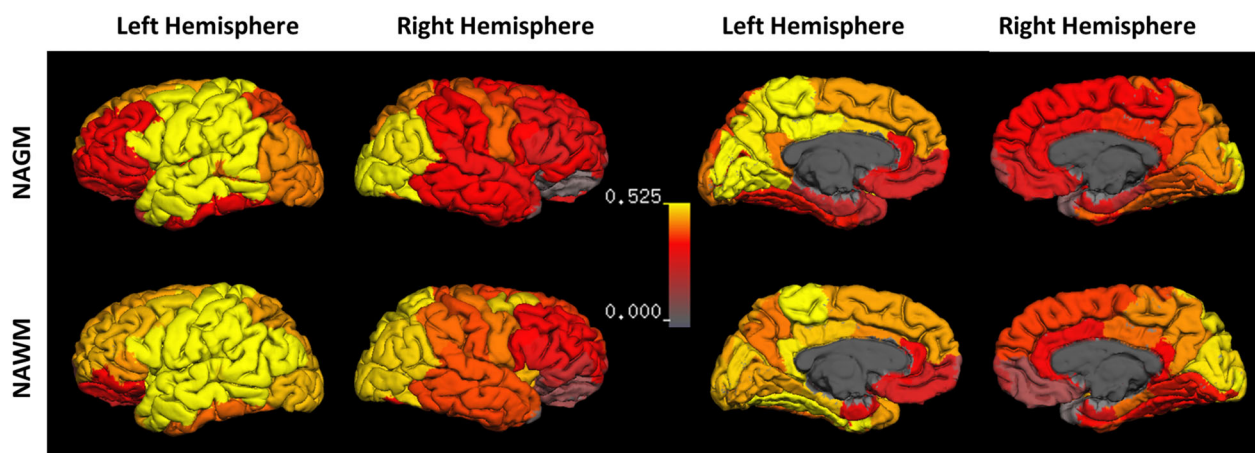 Left Hemisphere Right Hemisphere Left Hemisphere Right Hemisphere
NAGM
0.525
0.000
NAWM